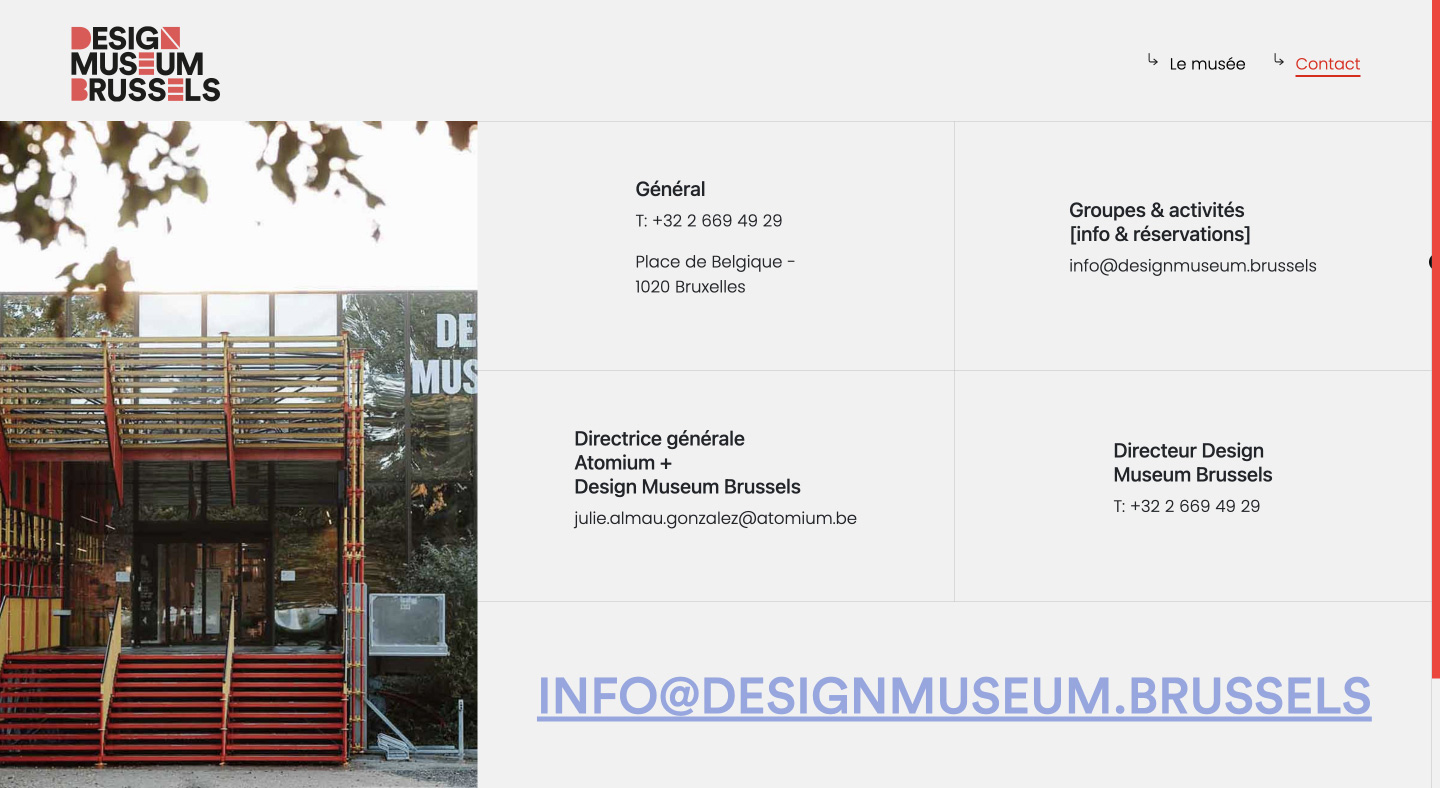 DESIGN
MUSEUM
BRUSSELS
Le musée
Contact
DE
MUS
Général
T: +32 2 669 49 29
Place de Belgique -
1020 Bruxelles
Groupes & activités
[info & réservations]
info@designmuseum.brussels
Directrice générale
Atomium +
Design Museum Brussels
julie.almau.gonzalez@atomium.be
Directeur Design
Museum Brussels
T: +32 2 669 49 29
INFO@DESIGNMUSEUM.BRUSSELS